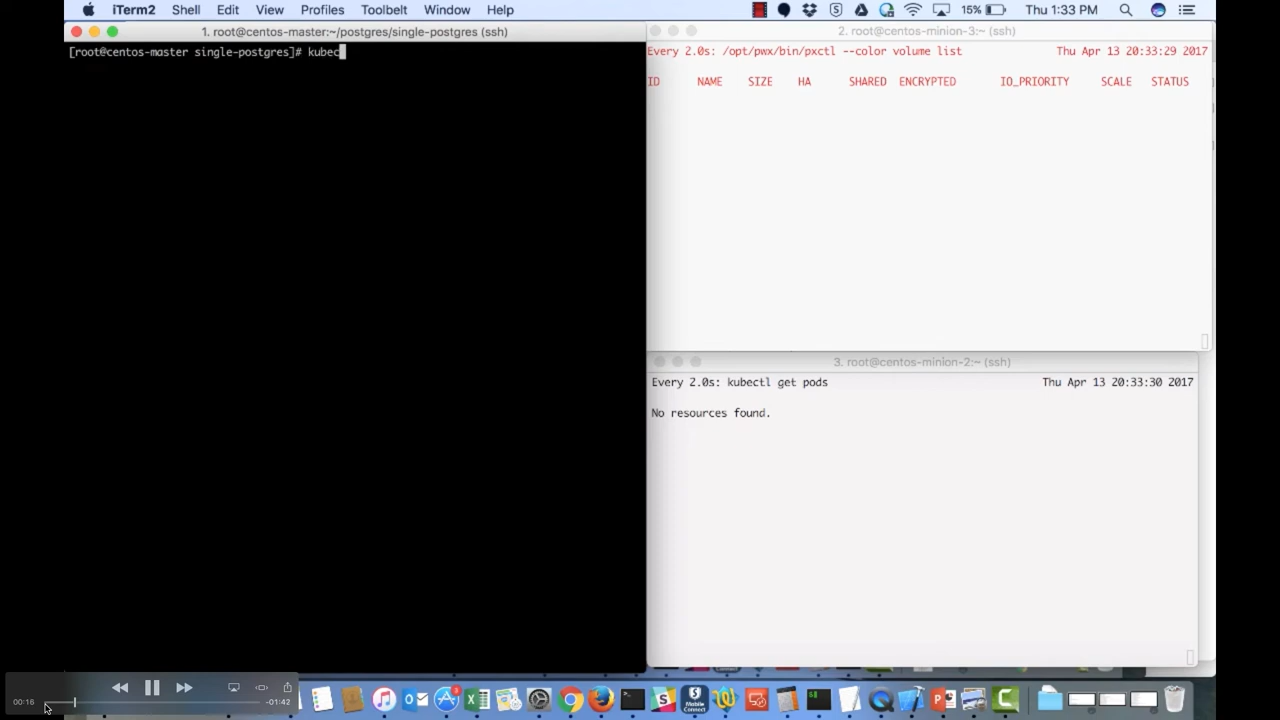 iTerm2 Shell Edit View Profiles Toolbelt Window Help 15% Thu 1:33 PM
1. root@centos-master:~/postgres/single-postgres (ssh)
[root@centos-master single-postgres]# kubec
2. root@centos-minion-3:~ (ssh)
Every 2.0s: /opt/pwx/bin/pxctl --color volume list Thu Apr 13 20:33:29 2017
ID NAME SIZE HA SHARED ENCRYPTED IO_PRIORITY SCALE STATUS
3. root@centos-minion-2:~ (ssh)
Every 2.0s: kubectl get pods Thu Apr 13 20:33:30 2017
No resources found.
00:16 -01:42
Mobile
Connect